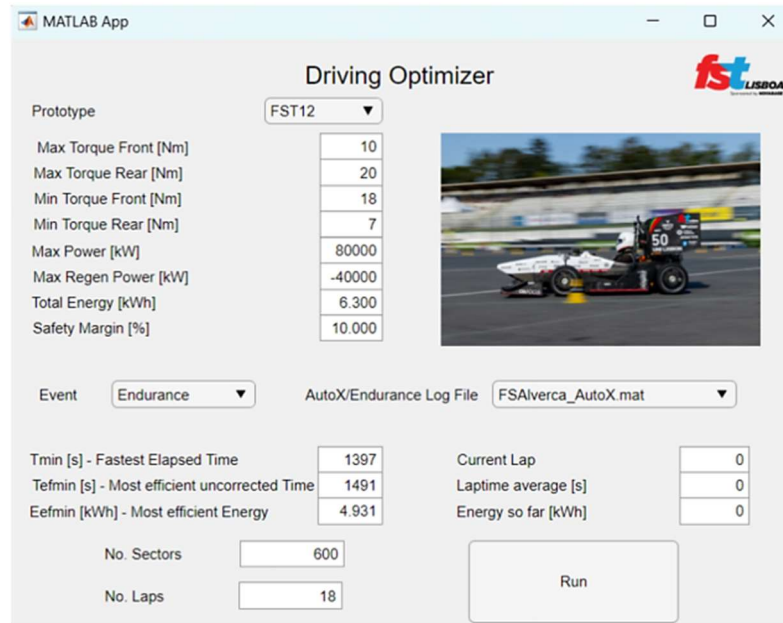 MATLAB App
Driving Optimizer
fst LISBOA
Prototype FST12
Max Torque Front [Nm] 10
Max Torque Rear [Nm] 20
Min Torque Front [Nm] 18
Min Torque Rear [Nm] 7
Max Power [kW] 80000
Max Regen Power [kW] -40000
Total Energy [kWh] 6.300
Safety Margin [%] 10.000
50
Event Endurance AutoX/Endurance Log File FSAlverca_AutoX.mat
Tmin [s] - Fastest Elapsed Time 1397 Current Lap 0
Tefmin [s] - Most efficient uncorrected Time 1491 Laptime average [s] 0
Eefmin [kWh] - Most efficient Energy 4.931 Energy so far [kWh] 0
No. Sectors 600
No. Laps 18
Run